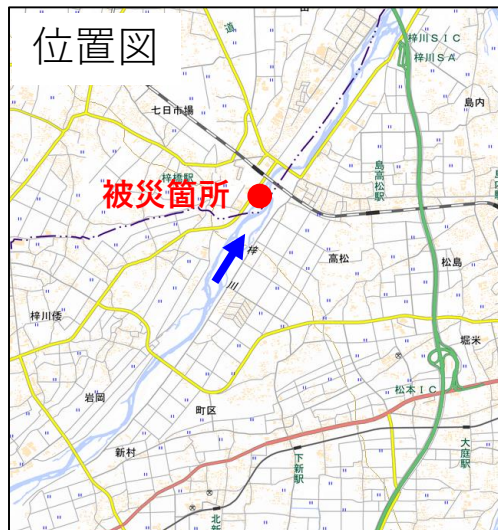 位置図
田
道
梓川SIC
梓川SA
島内
七日市場
梓橋駅
島高松駅
被災箇所
高松
松島
梓
川
梓川倭
堀米
岩岡
松本IC
町区
大庭駅
新村
下新駅
北新